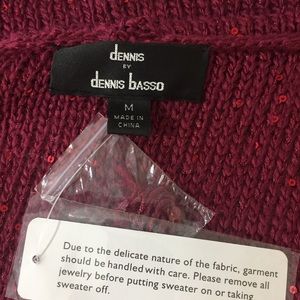 dennis
BY
dennis basso
M
MADE IN
CHINA
Due to the delicate nature of the fabric, garment
should be handled with care. Please remove all
jewelry before putting sweater on or taking
sweater off.